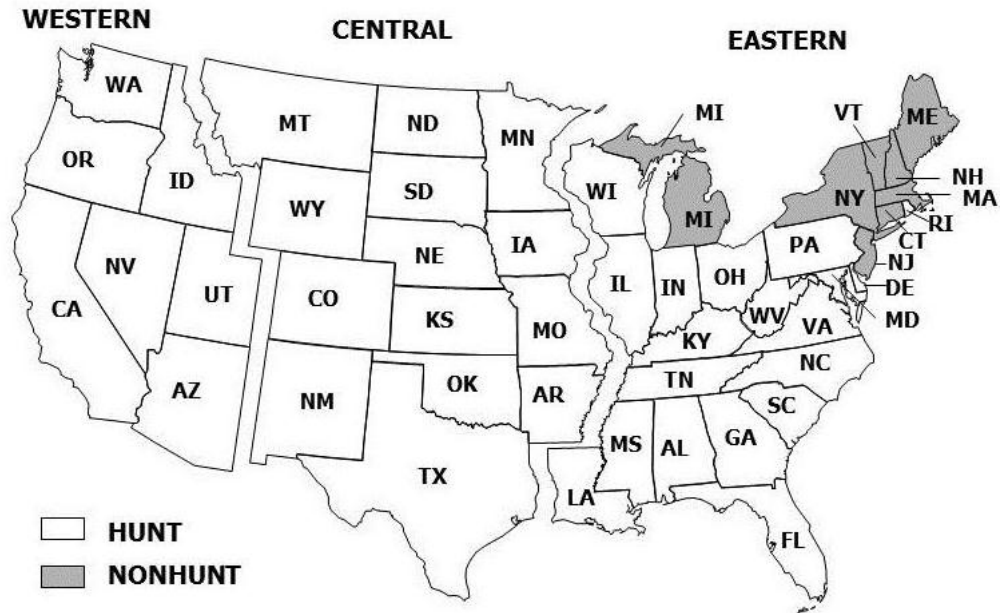 WESTERN
CENTRAL
EASTERN
WA
MT
ND
MN
MI
VT
ME
OR
ID
SD
WI
NH
MA
WY
MI
NY
RI
NV
NE
IA
PA
CT
NJ
CA
UT
CO
IL
IN
OH
DE
KS
MO
WV
VA
MD
KY
AZ
NM
OK
AR
TN
NC
SC
MS
AL
GA
TX
LA
FL
HUNT
NONHUNT